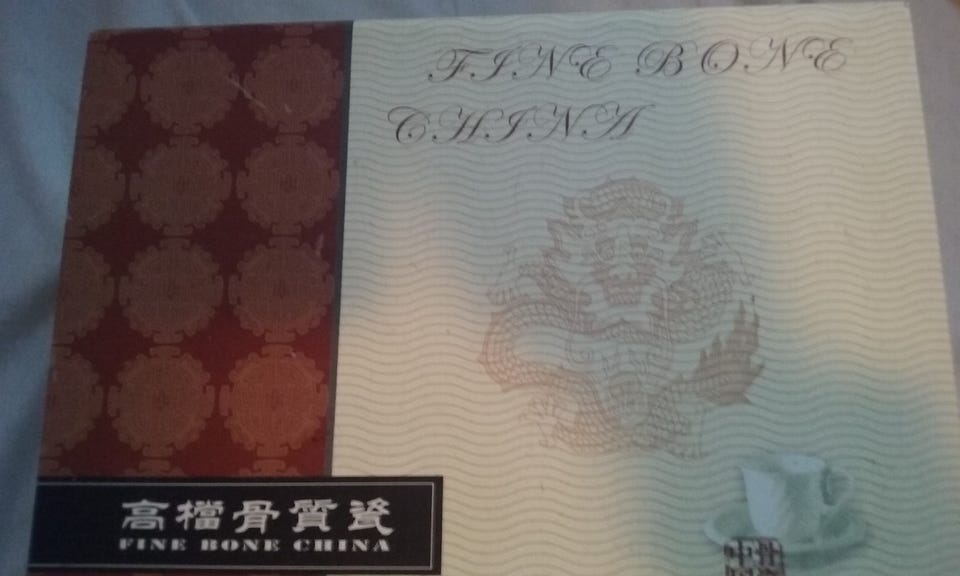 FINE BONE
CHINA
高檔骨質瓷
FINE BONE CHINA